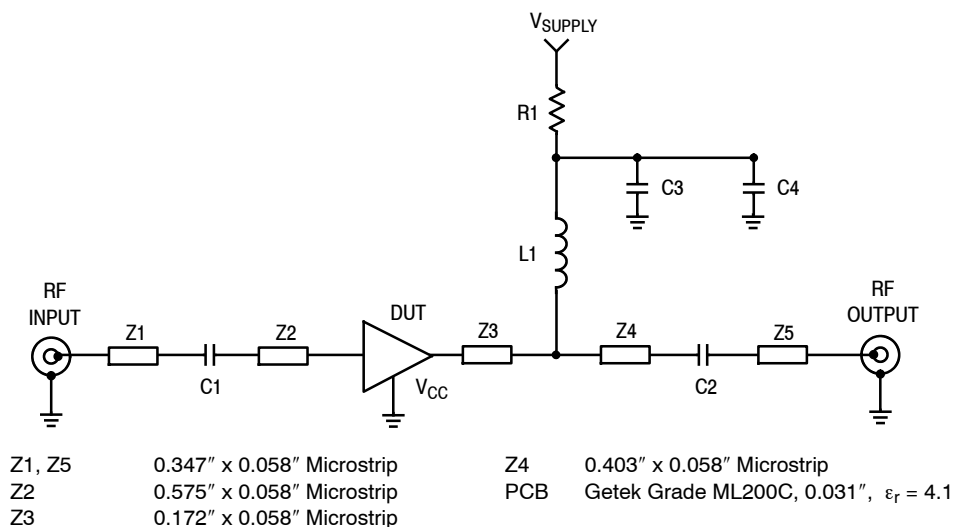 V_SUPPLY
R1
C3
C4
L1
RF
INPUT
Z1
C1
Z2
DUT
V_CC
Z3
Z4
C2
Z5
RF
OUTPUT
Z1, Z5 0.347″ x 0.058″ Microstrip
Z2 0.575″ x 0.058″ Microstrip
Z3 0.172″ x 0.058″ Microstrip
Z4 0.403″ x 0.058″ Microstrip
PCB Getek Grade ML200C, 0.031″, εr = 4.1